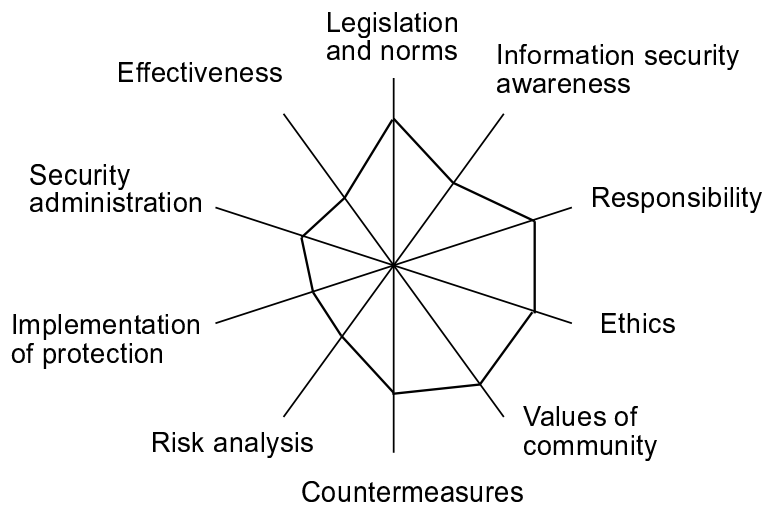 Legislation
and norms
Information security
awareness
Effectiveness
Security
administration
Responsibility
Implementation
of protection
Ethics
Risk analysis
Values of
community
Countermeasures